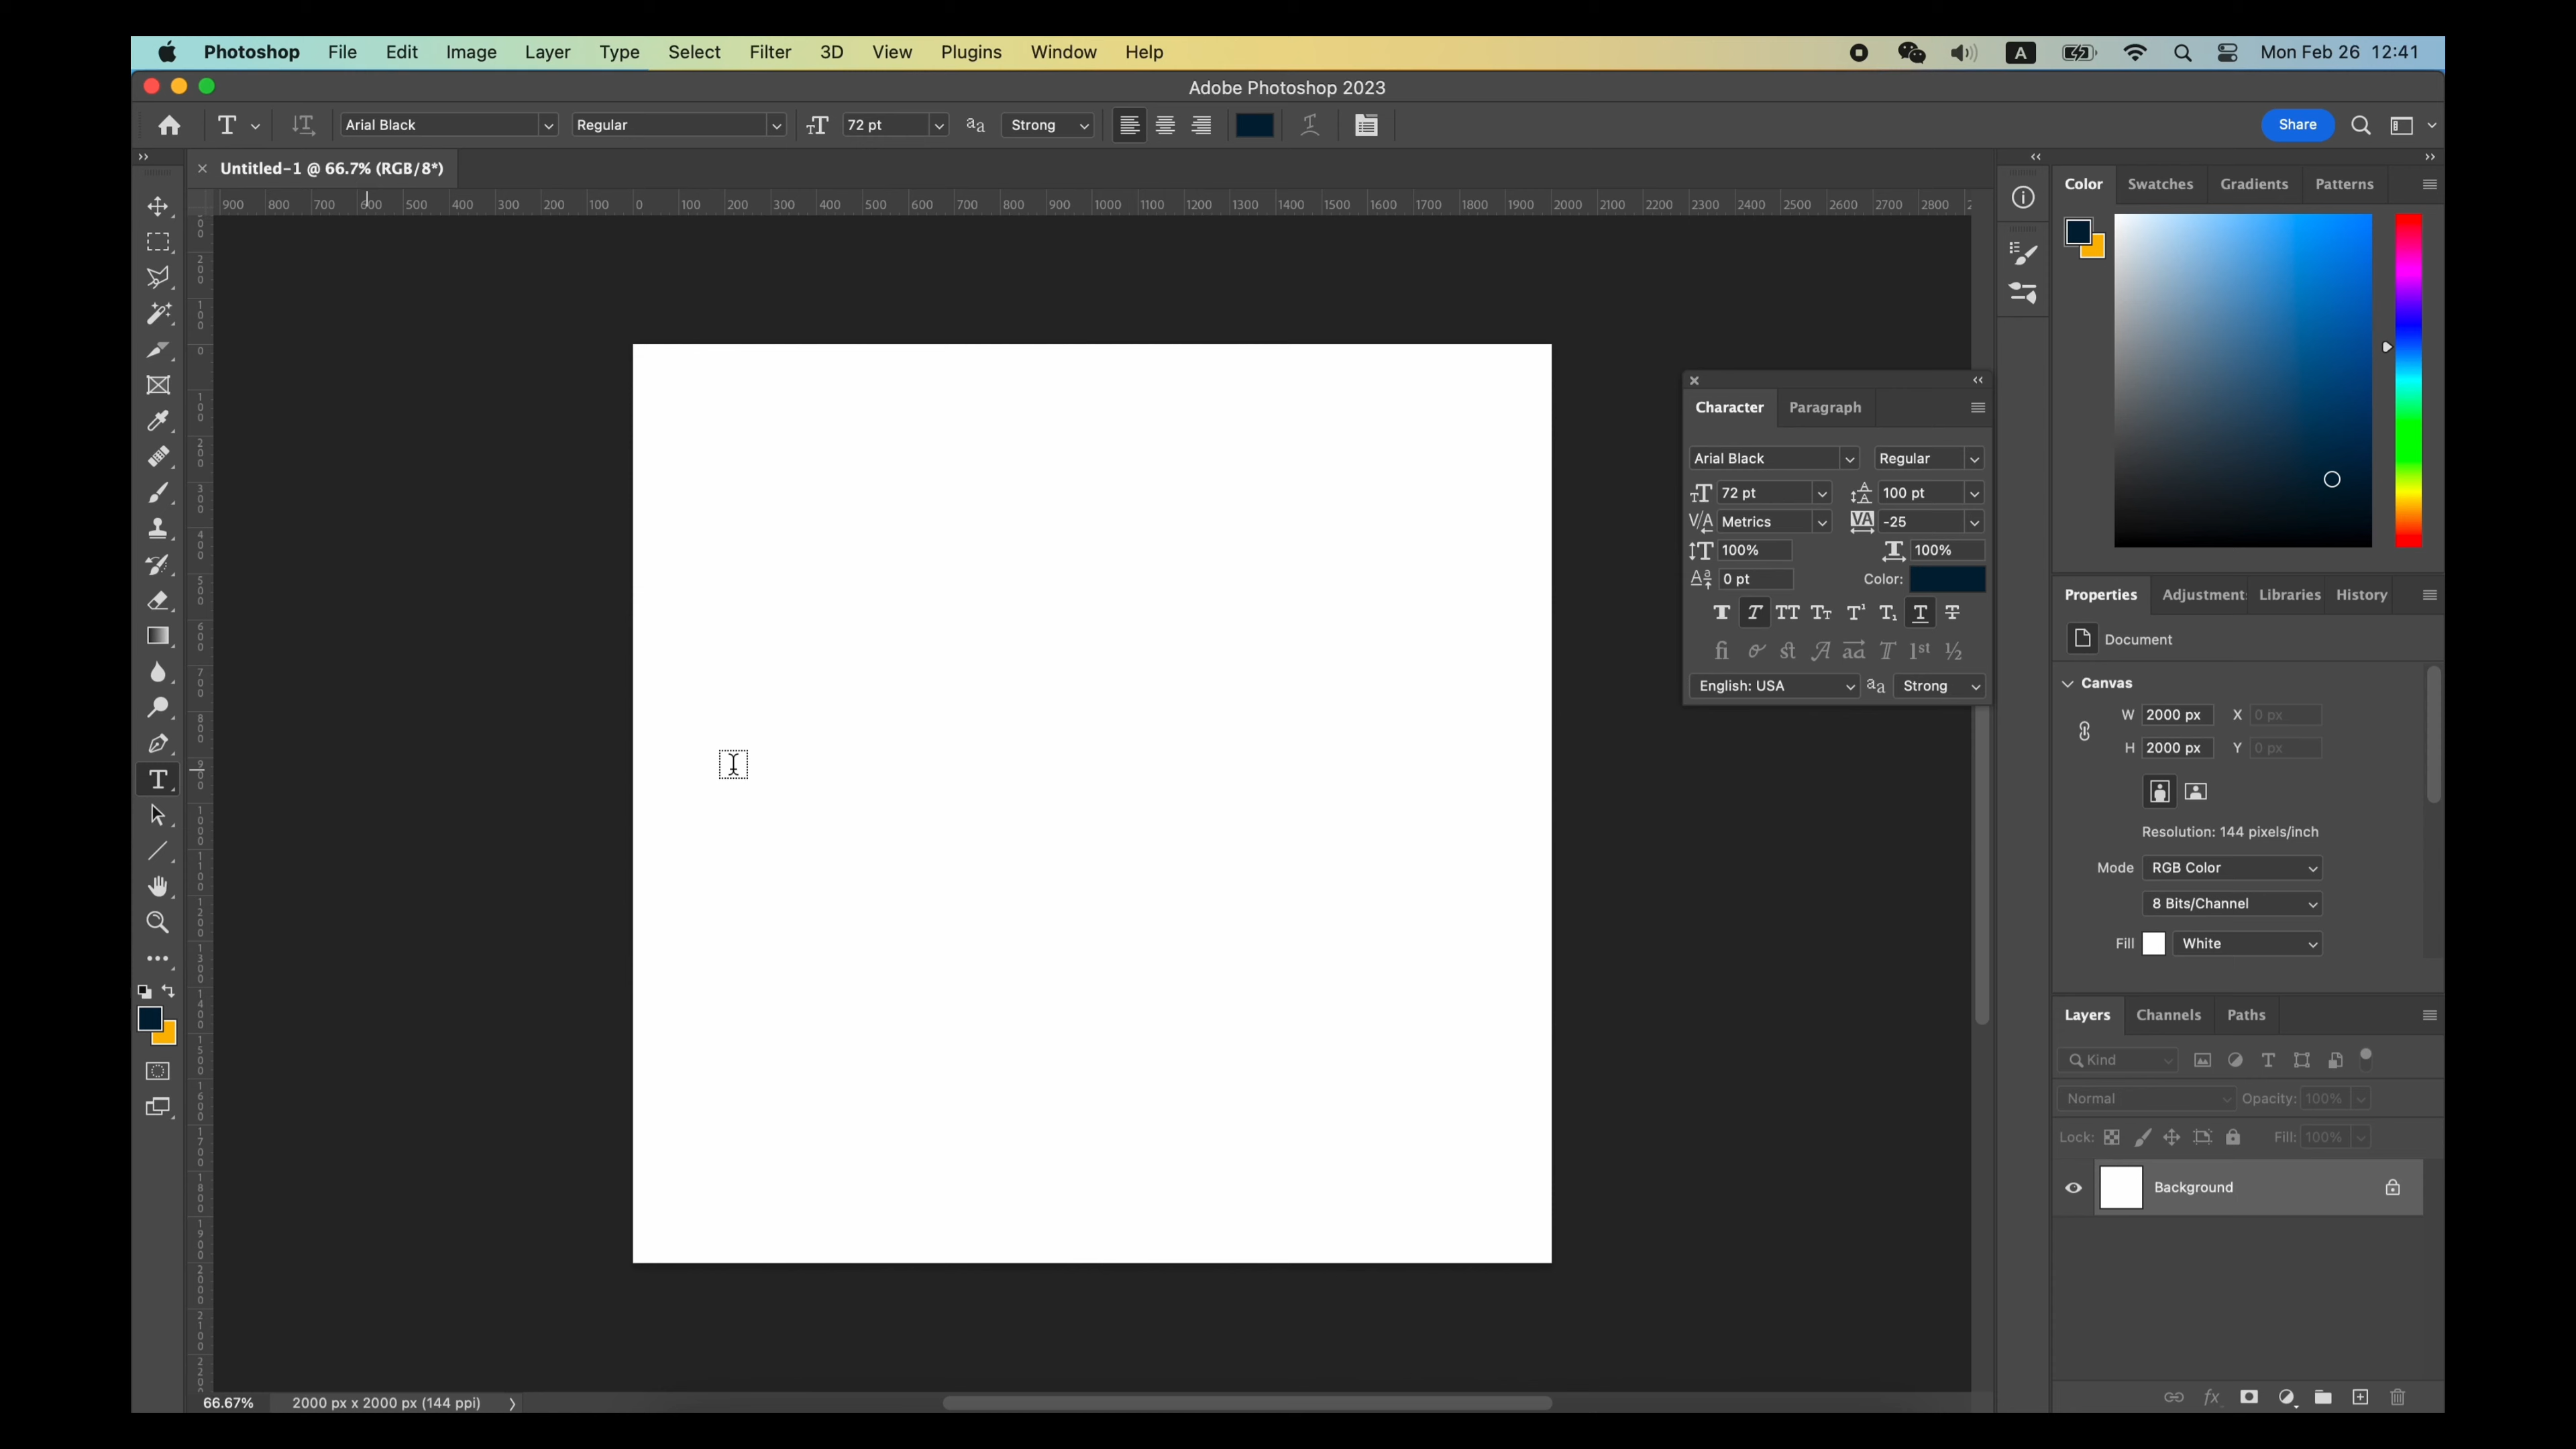 Photoshop File Edit Image Layer Type Select Filter 3D View Plugins Window Help A Mon Feb 26 12:41
Adobe Photoshop 2023
T Arial Black Regular 72 pt Strong Share
Untitled-1 @ 66.7% (RGB/8*)
900 800 700 600 500 400 300 200 100 0 100 200 300 400 500 600 700 800 900 1000 1100 1200 1300 1400 1500 1600 1700 1800 1900 2000 2100 2200 2300 2400 2500 2600 2700 2800
Color Swatches Gradients Patterns
Character Paragraph
Arial Black Regular
72 pt 100 pt
Metrics -25
100% 100%
0 pt Color:
English: USA Strong
Properties Adjustment Libraries History
Document
Canvas
W 2000 px X 0 px
H 2000 px Y 0 px
Resolution: 144 pixels/inch
Mode RGB Color
8 Bits/Channel
Fill White
Layers Channels Paths
Kind
Normal Opacity: 100%
Lock: Fill: 100%
Background
66.67% 2000 px x 2000 px (144 ppi)